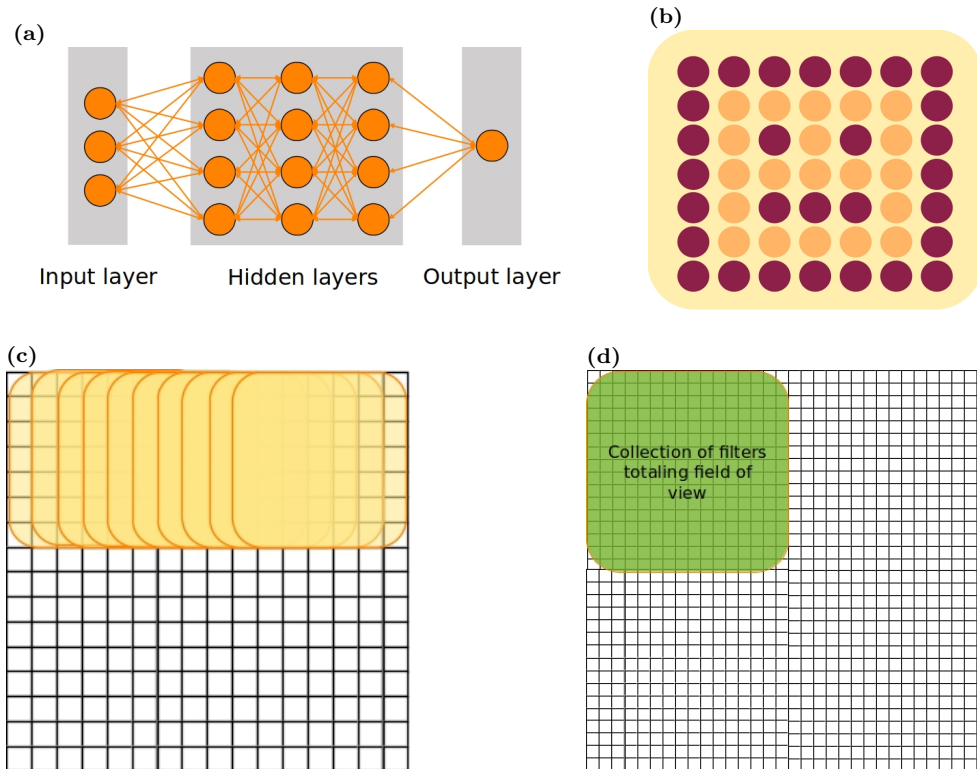 (a)
Input layer
Hidden layers
Output layer
(b)
(c)
(d)
Collection of filters
totaling field of
view